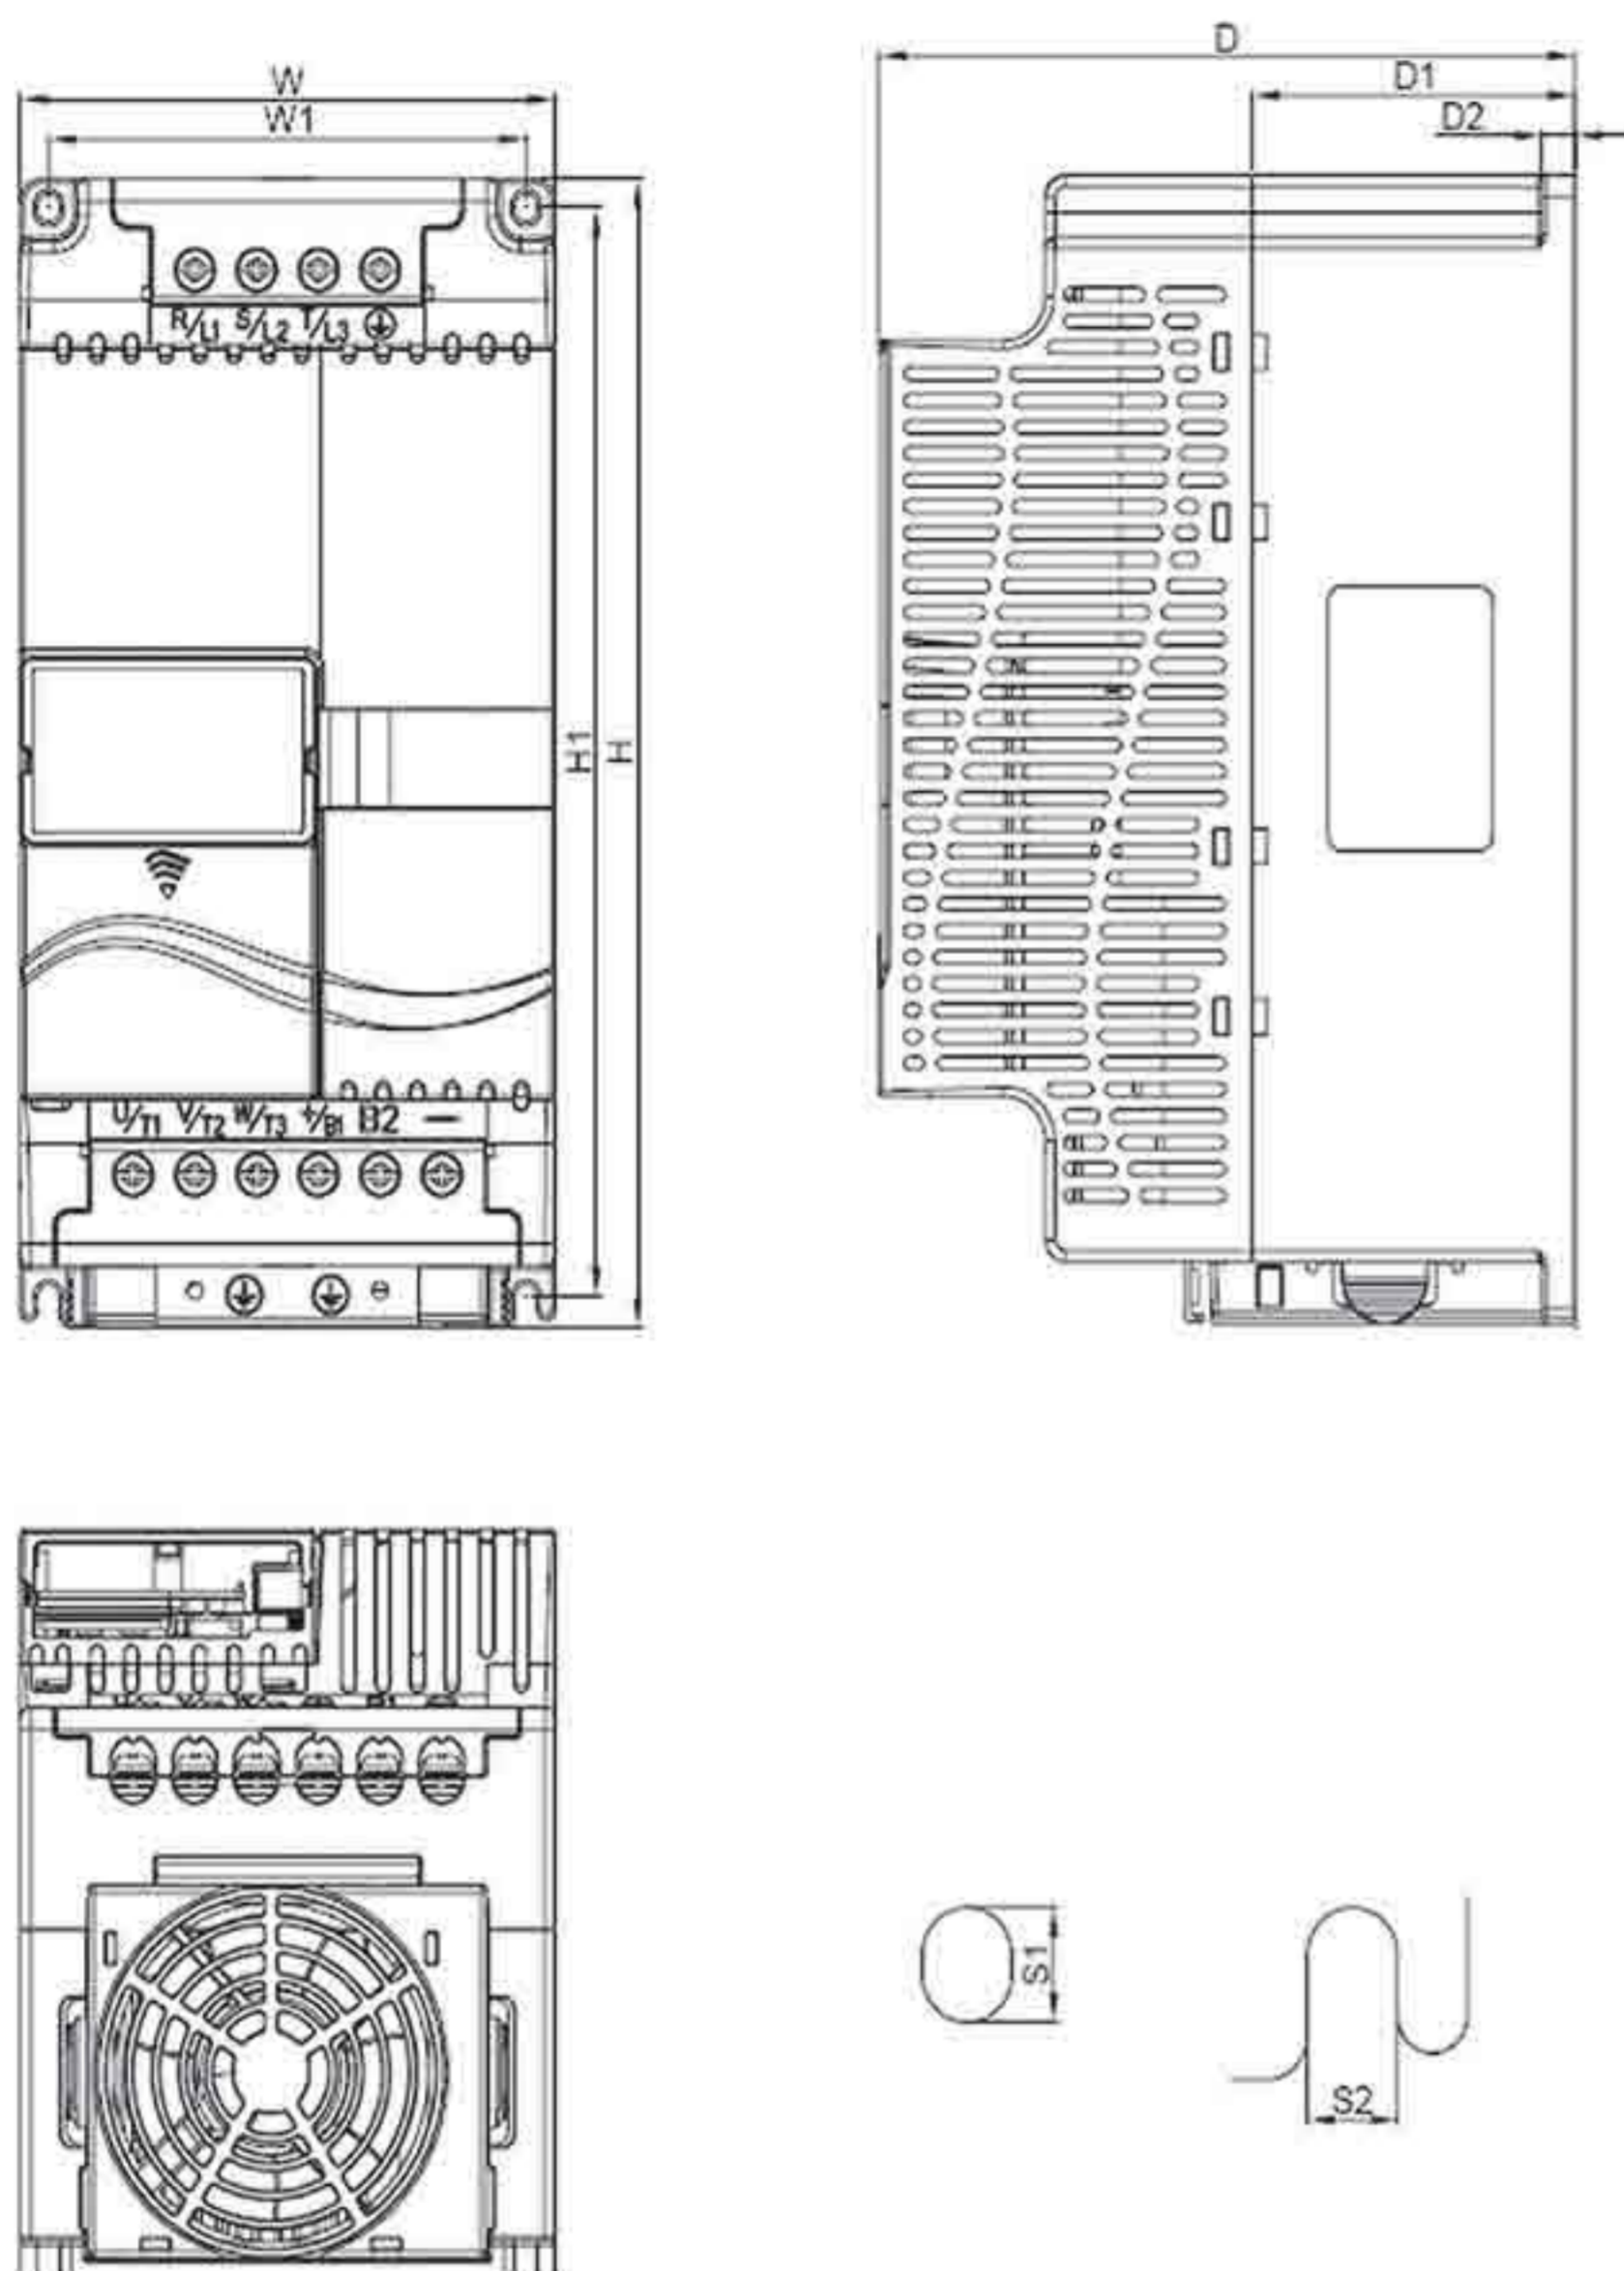 W
W1
D
D1
D2
R/L1 S/L2 T/L3
H1
H
U/T1 V/T2 W/T3 +/B1 B2 —
S1
S2